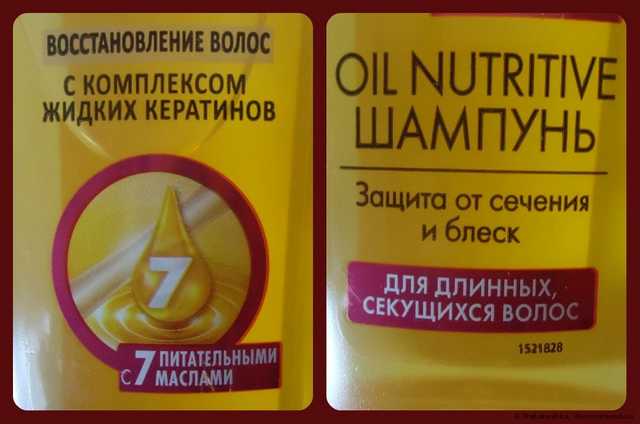 ВОССТАНОВЛЕНИЕ ВОЛОС
С КОМПЛЕКСОМ
ЖИДКИХ КЕРАТИНОВ
7
С 7 ПИТАТЕЛЬНЫМИ
МАСЛАМИ
OIL NUTRITIVE
ШАМПУНЬ
Защита от сечения
и блеск
ДЛЯ ДЛИННЫХ,
СЕКУЩИХСЯ ВОЛОС
1521828